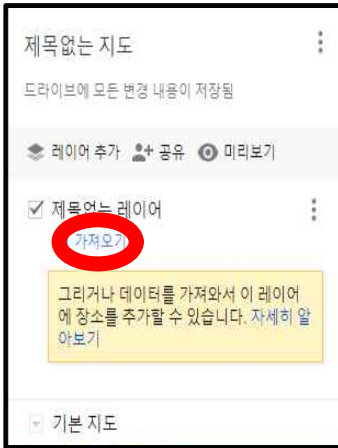 제목없는 지도
드라이브에 모든 변경 내용이 저장됨
레이어 추가 공유 미리보기
제목없는 레이어
가져오기
그리거나 데이터를 가져와서 이 레이어
에 장소를 추가할 수 있습니다. 자세히 알
아보기
기본 지도